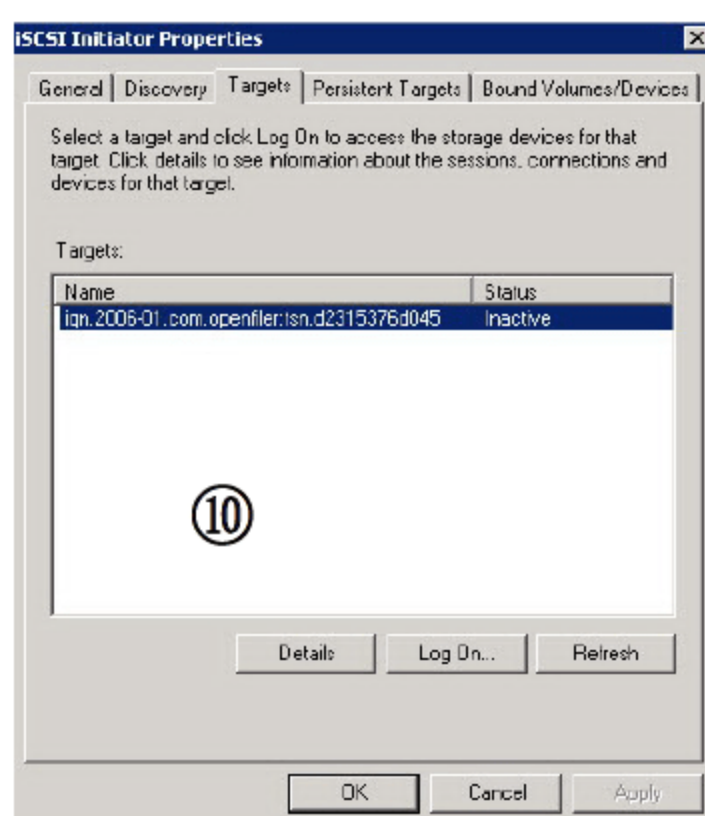 iSCSI Initiator Properties
General Discovery Targets Persistent Targets Bound Volumes/Devices
Select a target and click Log On to access the storage devices for that
target. Click details to see information about the sessions, connections and
devices for that target.
Targets:
Name Status
iqn.2006-01.com.openfiler:tsn.d2315376d045 Inactive
⑩
Details Log On... Refresh
OK Cancel Apply